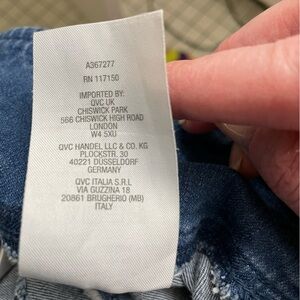 A367277
RN 117150
IMPORTED BY:
QVC UK
CHISWICK PARK
566 CHISWICK HIGH ROAD
LONDON
W4 5XU
QVC HANDEL LLC & CO. KG
PLOCKSTR. 30
40221 DUSSELDORF
GERMANY
QVC ITALIA S.R.L
VIA GUZZINA 18
20861 BRUGHERIO (MB)
ITALY